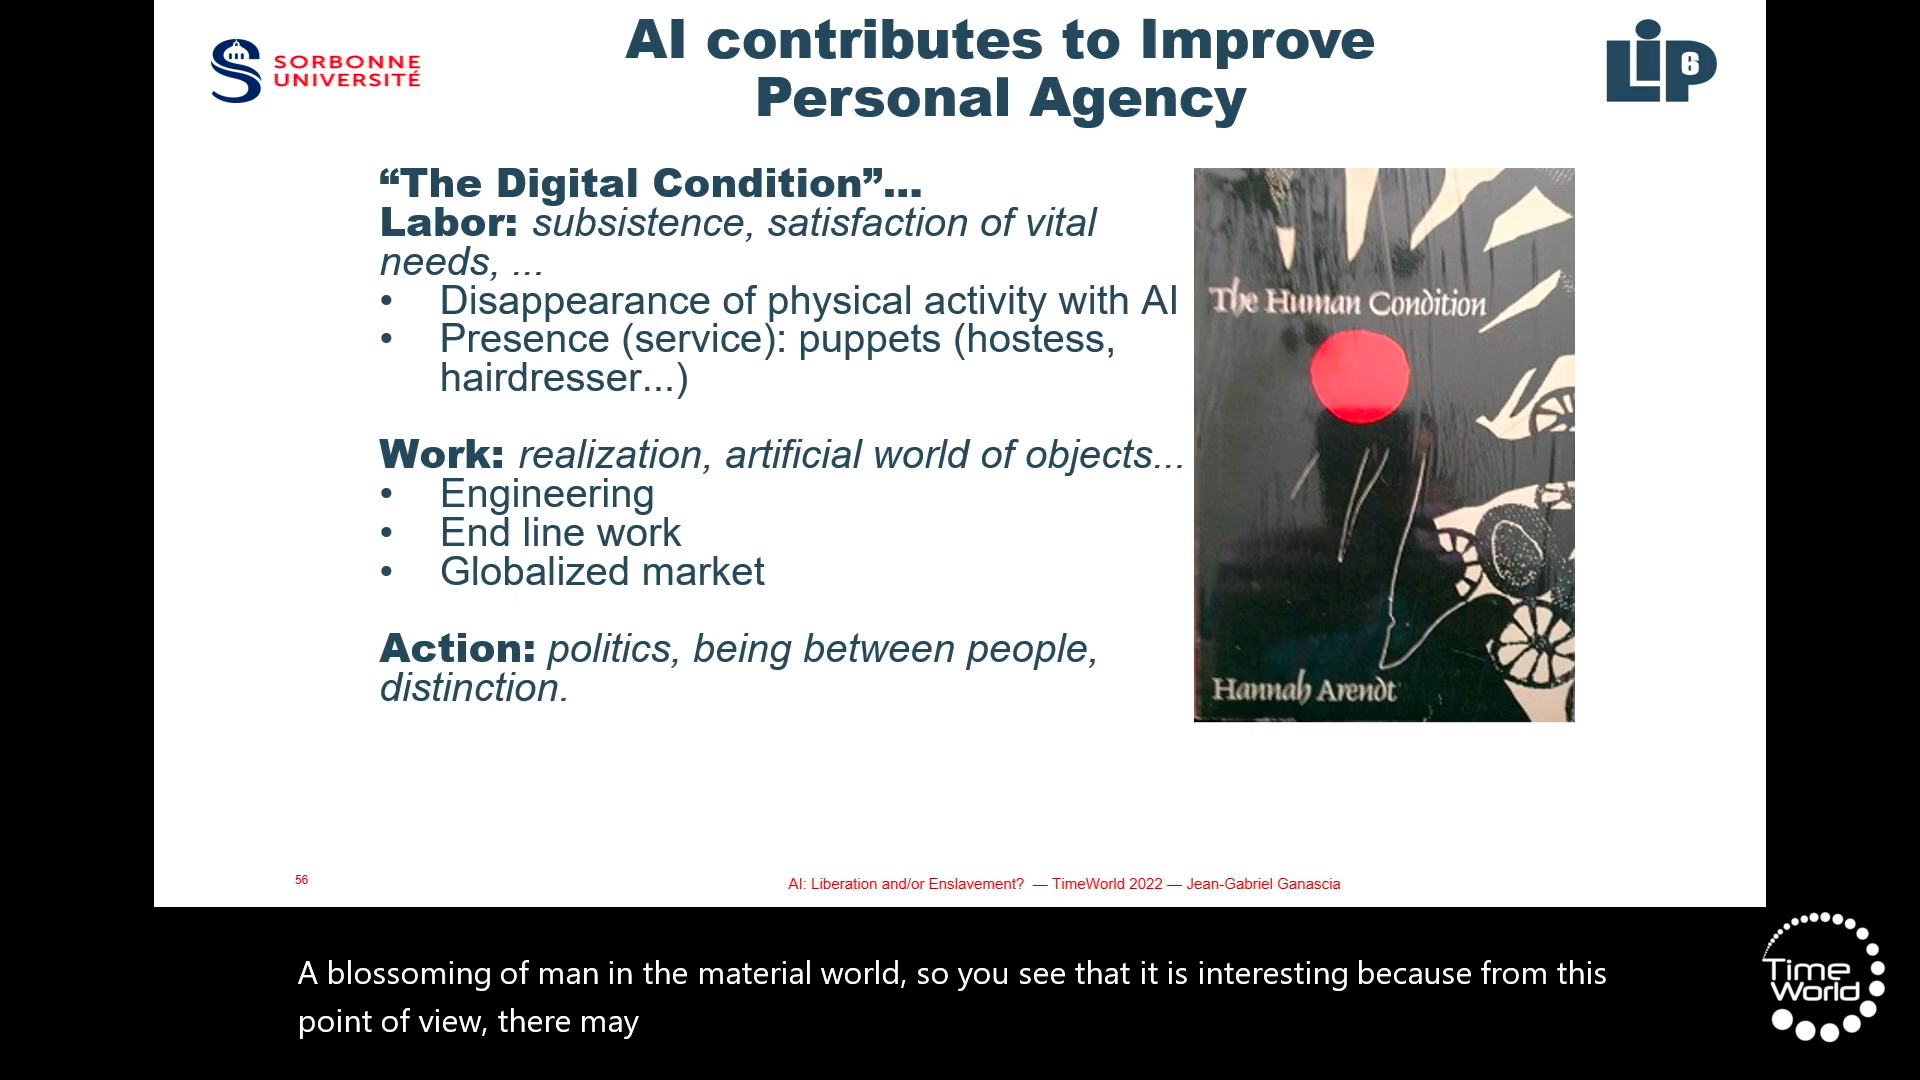 SORBONNE
UNIVERSITÉ
AI contributes to Improve
Personal Agency
LIP6
“The Digital Condition”...
Labor: subsistence, satisfaction of vital
needs, ...
• Disappearance of physical activity with AI
• Presence (service): puppets (hostess,
hairdresser...)
Work: realization, artificial world of objects...
• Engineering
• End line work
• Globalized market
Action: politics, being between people,
distinction.
The Human Condition
Hannah Arendt
56
AI: Liberation and/or Enslavement? — TimeWorld 2022 — Jean-Gabriel Ganascia
A blossoming of man in the material world, so you see that it is interesting because from this
point of view, there may
Time
World